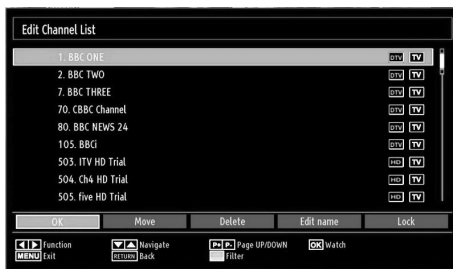 Edit Channel List
1. BBC ONE DTV TV
2. BBC TWO DTV TV
7. BBC THREE DTV TV
70. CBBC Channel DTV TV
80. BBC NEWS 24 DTV TV
105. BBCi DTV TV
503. ITV HD Trial HD TV
504. Ch4 HD Trial HD TV
505. five HD Trial HD TV
OK Move Delete Edit name Lock
Function Navigate P+ P- Page UP/DOWN OK Watch
MENU Exit RETURN Back Filter